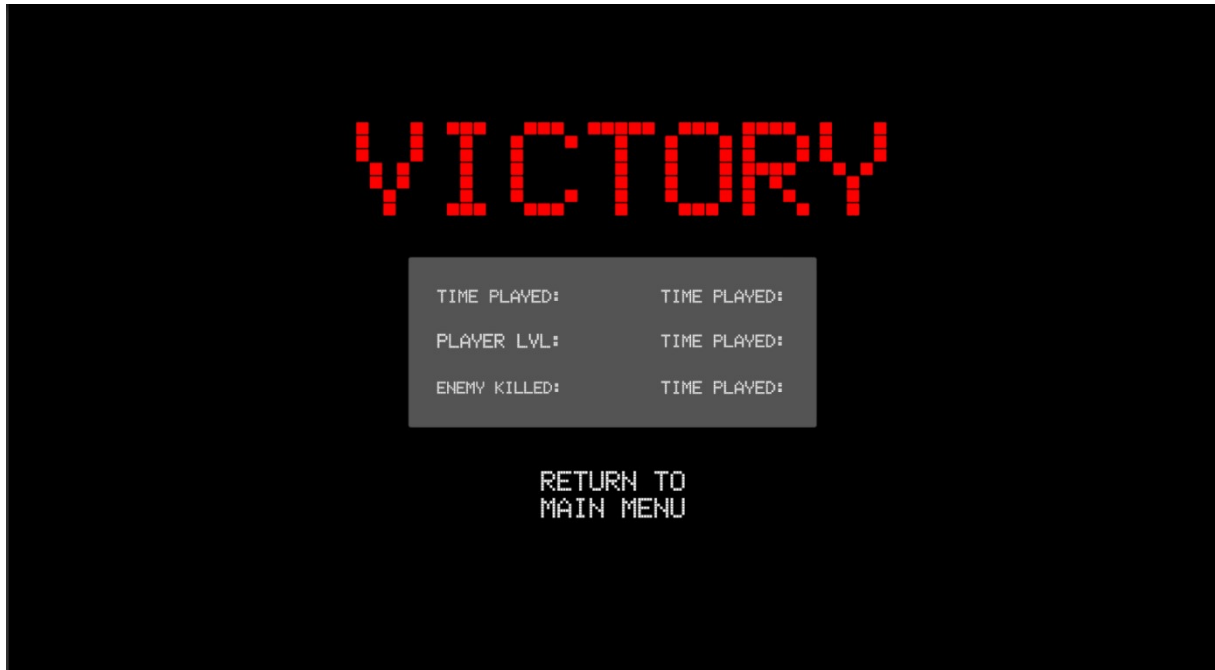 VICTORY
TIME PLAYED: TIME PLAYED:
PLAYER LVL: TIME PLAYED:
ENEMY KILLED: TIME PLAYED:
RETURN TO
MAIN MENU